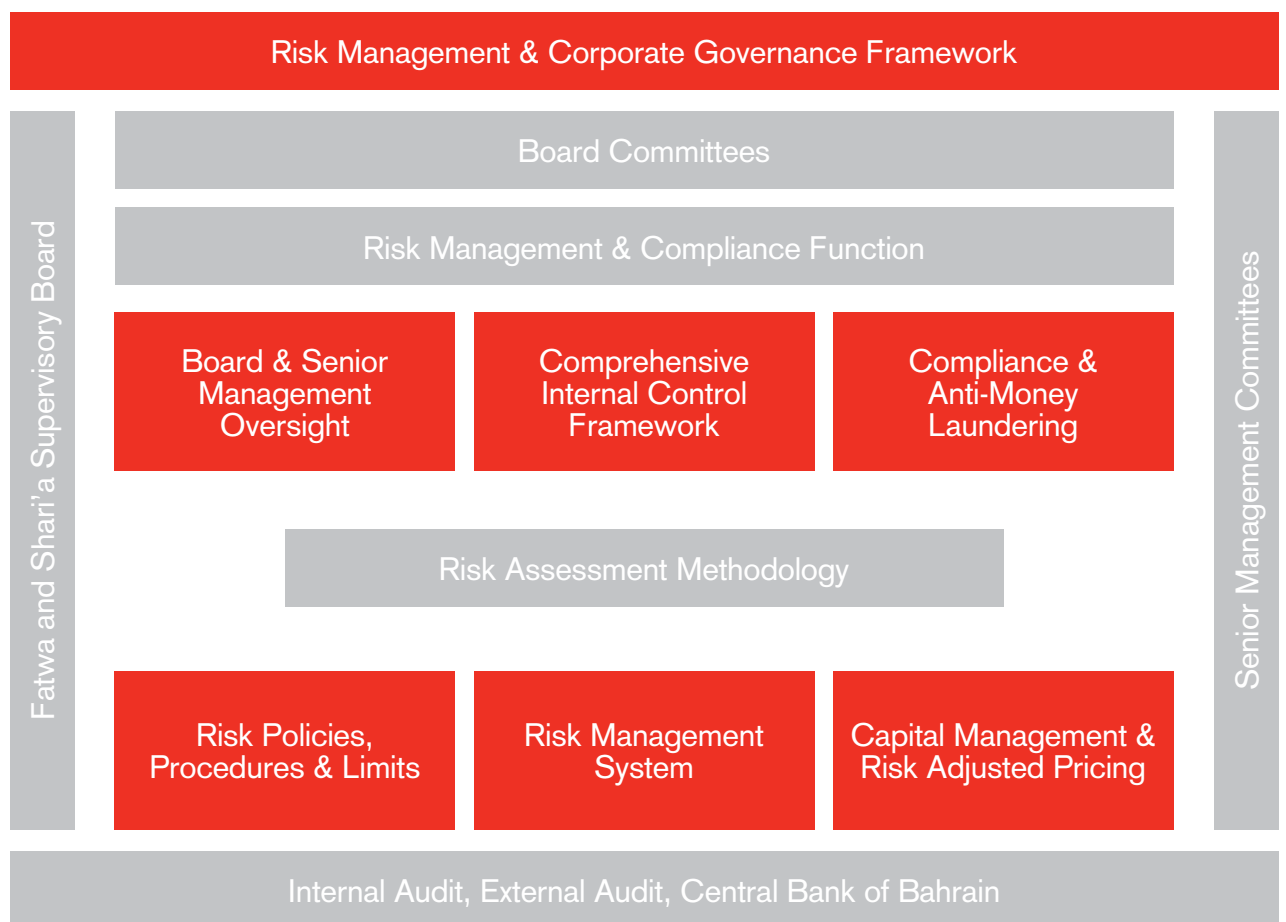 Risk Management & Corporate Governance Framework
Fatwa and Shari’a Supervisory Board
Board Committees
Risk Management & Compliance Function
Board & Senior
Management
Oversight
Comprehensive
Internal Control
Framework
Compliance &
Anti-Money
Laundering
Risk Assessment Methodology
Risk Policies,
Procedures & Limits
Risk Management
System
Capital Management &
Risk Adjusted Pricing
Senior Management Committees
Internal Audit, External Audit, Central Bank of Bahrain